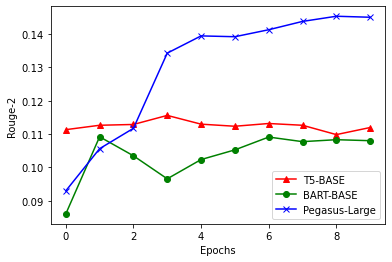 0.14
0.13
0.12
0.11
0.10
0.09
Rouge-2
0 2 4 6 8
Epochs
T5-BASE
BART-BASE
Pegasus-Large